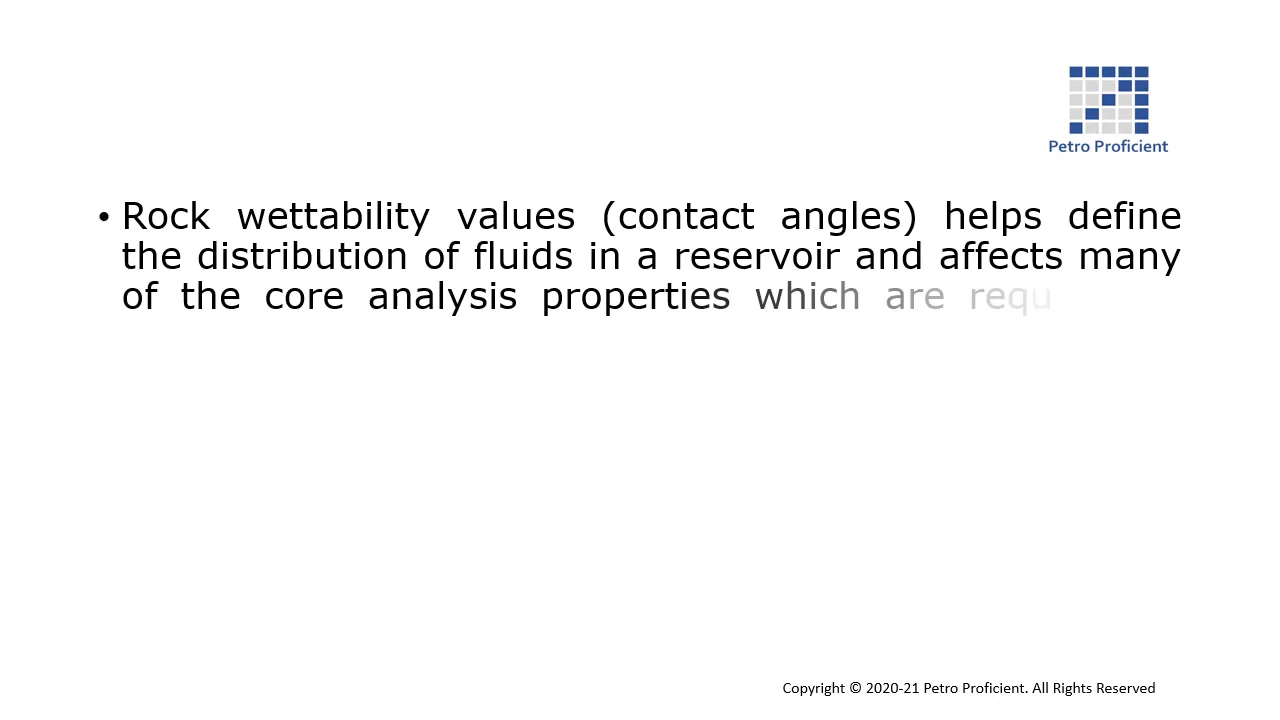 Petro Proficient
• Rock wettability values (contact angles) helps define
the distribution of fluids in a reservoir and affects many
of the core analysis properties which are
Copyright © 2020-21 Petro Proficient. All Rights Reserved